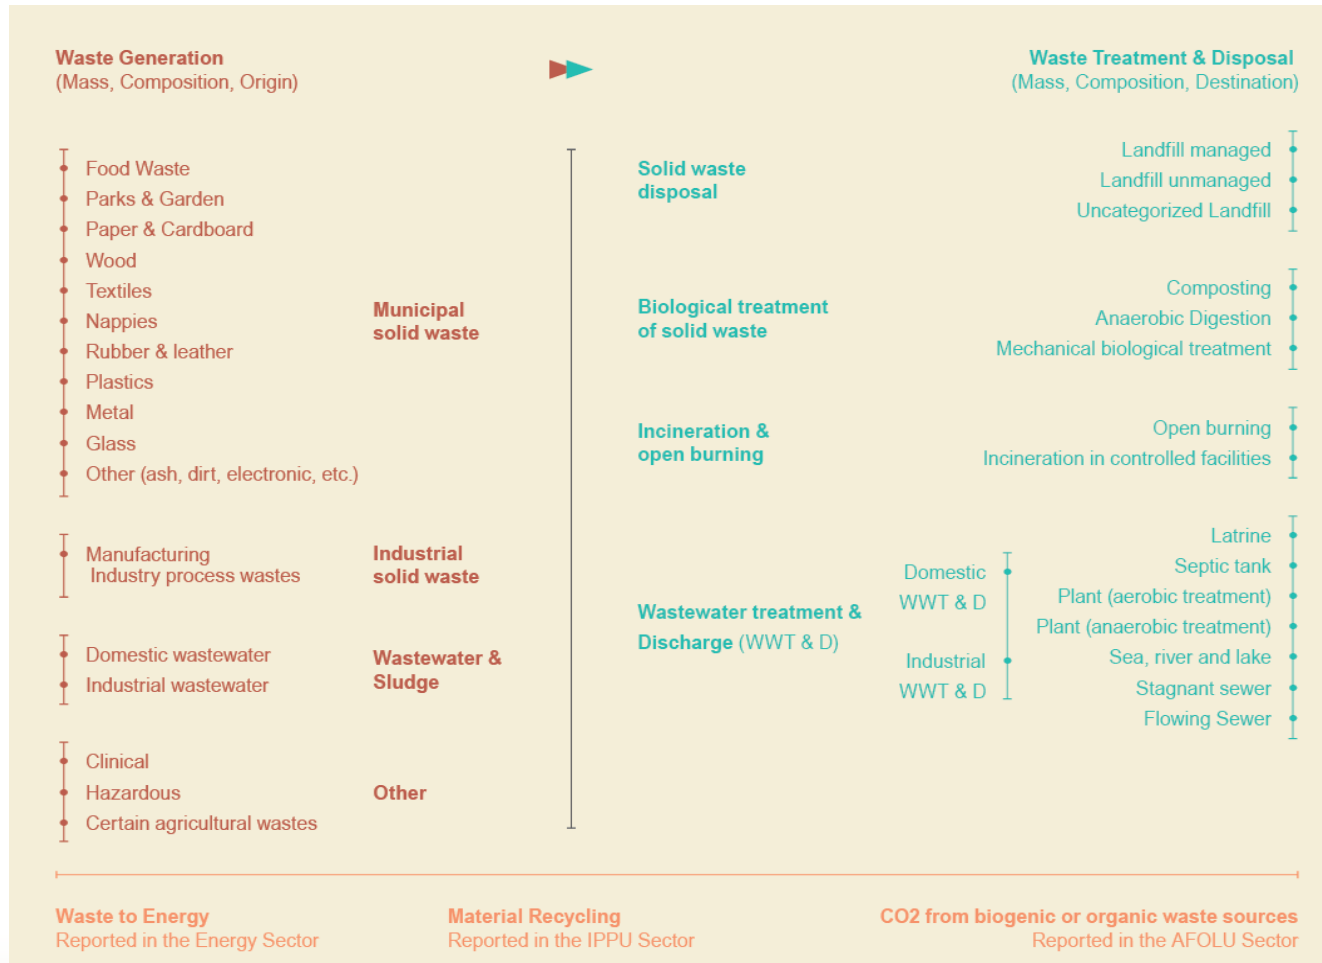 Waste Generation
(Mass, Composition, Origin)
Waste Treatment & Disposal
(Mass, Composition, Destination)
Food Waste
Parks & Garden
Paper & Cardboard
Wood
Textiles
Nappies
Rubber & leather
Plastics
Metal
Glass
Other (ash, dirt, electronic, etc.)
Municipal
solid waste
Manufacturing
Industry process wastes
Industrial
solid waste
Domestic wastewater
Industrial wastewater
Wastewater &
Sludge
Clinical
Hazardous
Certain agricultural wastes
Other
Solid waste
disposal
Landfill managed
Landfill unmanaged
Uncategorized Landfill
Biological treatment
of solid waste
Composting
Anaerobic Digestion
Mechanical biological treatment
Incineration &
open burning
Open burning
Incineration in controlled facilities
Wastewater treatment &
Discharge (WWT & D)
Domestic
WWT & D
Industrial
WWT & D
Latrine
Septic tank
Plant (aerobic treatment)
Plant (anaerobic treatment)
Sea, river and lake
Stagnant sewer
Flowing Sewer
Waste to Energy
Reported in the Energy Sector
Material Recycling
Reported in the IPPU Sector
CO2 from biogenic or organic waste sources
Reported in the AFOLU Sector